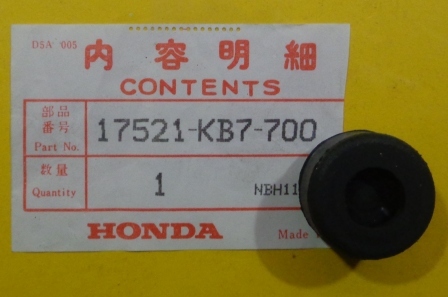 DSA 005
内容明細
CONTENTS
部品
番号
Part No.
17521-KB7-700
数量
Quantity
1
NBH11
HONDA
Made